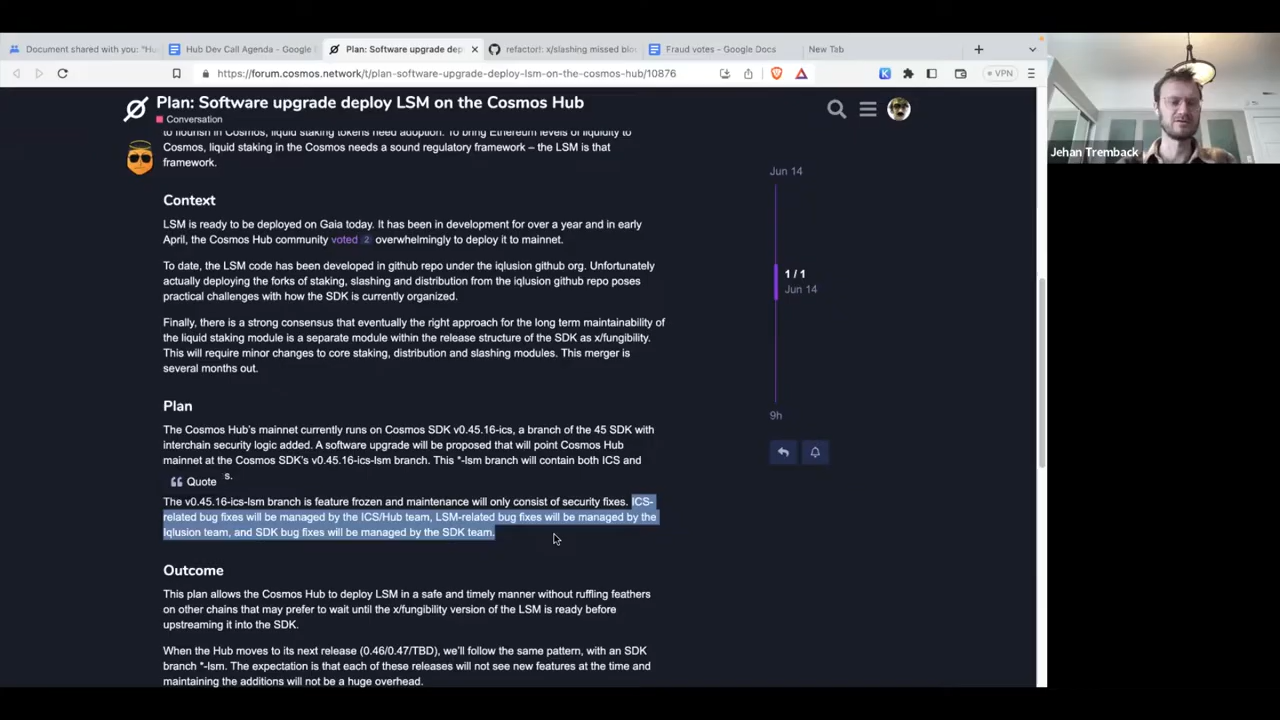 Document shared with you: "Hu
Hub Dev Call Agenda - Google
Plan: Software upgrade dep
refactor!: x/slashing missed blo
Fraud votes - Google Docs
New Tab
https://forum.cosmos.network/t/plan-software-upgrade-deploy-lsm-on-the-cosmos-hub/10876
VPN
Plan: Software upgrade deploy LSM on the Cosmos Hub
Conversation
to flourish in Cosmos, liquid staking tokens need adoption. To bring Ethereum levels of liquidity to
Cosmos, liquid staking in the Cosmos needs a sound regulatory framework – the LSM is that
framework.
Context
LSM is ready to be deployed on Gaia today. It has been in development for over a year and in early
April, the Cosmos Hub community voted 2 overwhelmingly to deploy it to mainnet.
To date, the LSM code has been developed in github repo under the iqlusion github org. Unfortunately
actually deploying the forks of staking, slashing and distribution from the iqlusion github repo poses
practical challenges with how the SDK is currently organized.
Finally, there is a strong consensus that eventually the right approach for the long term maintainability of
the liquid staking module is a separate module within the release structure of the SDK as x/fungibility.
This will require minor changes to core staking, distribution and slashing modules. This merger is
several months out.
Plan
The Cosmos Hub's mainnet currently runs on Cosmos SDK v0.45.16-ics, a branch of the 45 SDK with
interchain security logic added. A software upgrade will be proposed that will point Cosmos Hub
mainnet at the Cosmos SDK's v0.45.16-ics-lsm branch. This *-lsm branch will contain both ICS and
s.
Quote
The v0.45.16-ics-lsm branch is feature frozen and maintenance will only consist of security fixes. ICS-
related bug fixes will be managed by the ICS/Hub team, LSM-related bug fixes will be managed by the
Iqlusion team, and SDK bug fixes will be managed by the SDK team.
Outcome
This plan allows the Cosmos Hub to deploy LSM in a safe and timely manner without ruffling feathers
on other chains that may prefer to wait until the x/fungibility version of the LSM is ready before
upstreaming it into the SDK.
When the Hub moves to its next release (0.46/0.47/TBD), we'll follow the same pattern, with an SDK
branch *-lsm. The expectation is that each of these releases will not see new features at the time and
maintaining the additions will not be a huge overhead.
Jun 14
1 / 1
Jun 14
9h
Jehan Tremback